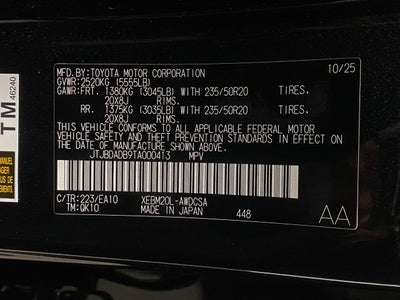 MFD.BY:TOYOTA MOTOR CORPORATION 10/25
GVWR:2520KG (5555LB)
GAWR:FRT. 1380KG (3045LB) WITH 235/50R20 TIRES.
20X8J RIMS.
RR. 1375KG (3035LB) WITH 235/50R20 TIRES.
20X8J RIMS.
THIS VEHICLE CONFORMS TO ALL APPLICABLE FEDERAL MOTOR
VEHICLE SAFETY AND THEFT PREVENTION STANDARDS IN EFFECT
ON THE DATE OF MANUFACTURE SHOWN ABOVE.
JTJBDADB9TA000413 MPV
C/TR:223/EA10 XEBM20L-AWDCSA
TM:QK10 MADE IN JAPAN 448 AA
TM
46240
MANUEL